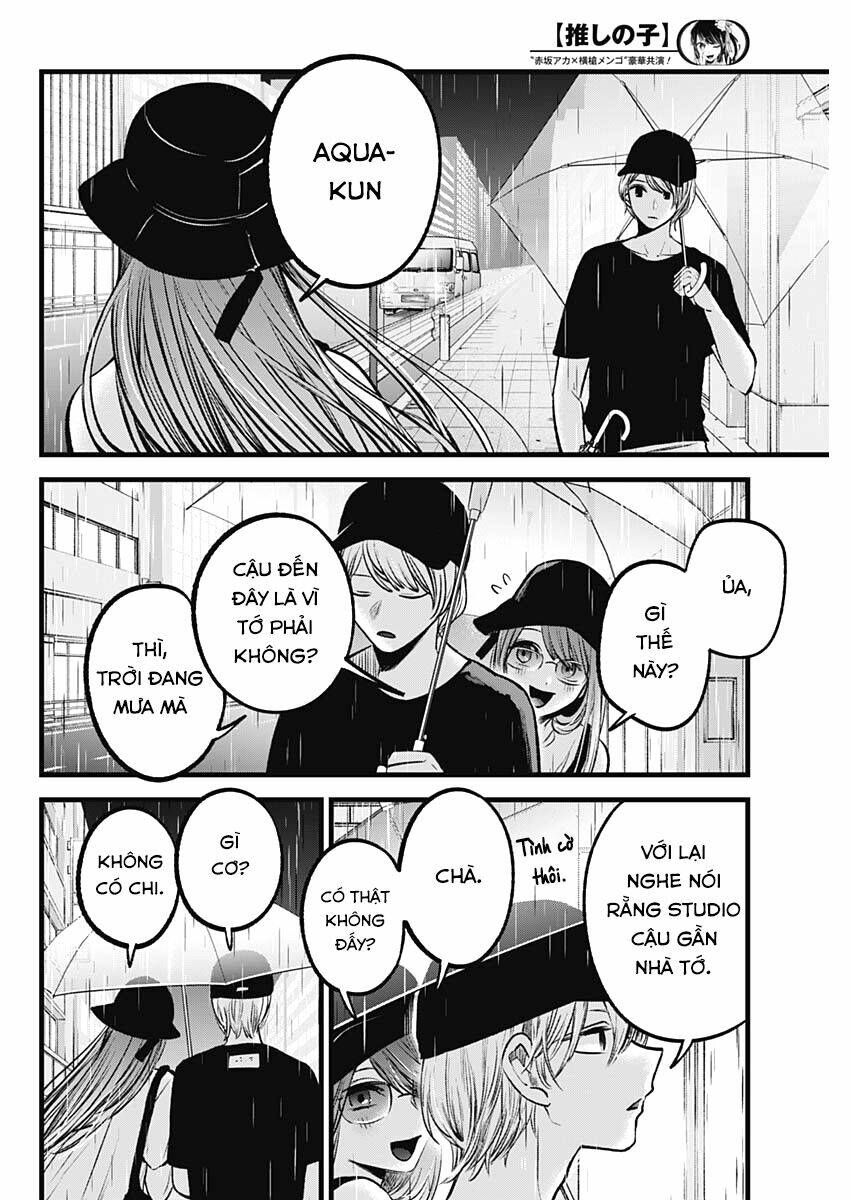 【推しの子】
"赤坂アカ×横槍メンゴ"豪華共演!
AQUA-
KUN
ỦA,
GÌ
THẾ
NÀY?
CẬU ĐẾN
ĐÂY LÀ VÌ
TỚ PHẢI
KHÔNG?
THÌ,
TRỜI ĐANG
MƯA MÀ
VỚI LẠI
NGHE NÓI
RẰNG STUDIO
CẬU GẦN
NHÀ TỚ.
Tình cờ
thôi.
CHÀ.
CÓ THẬT
KHÔNG
ĐẤY?
GÌ
CƠ?
KHÔNG
CÓ CHI.